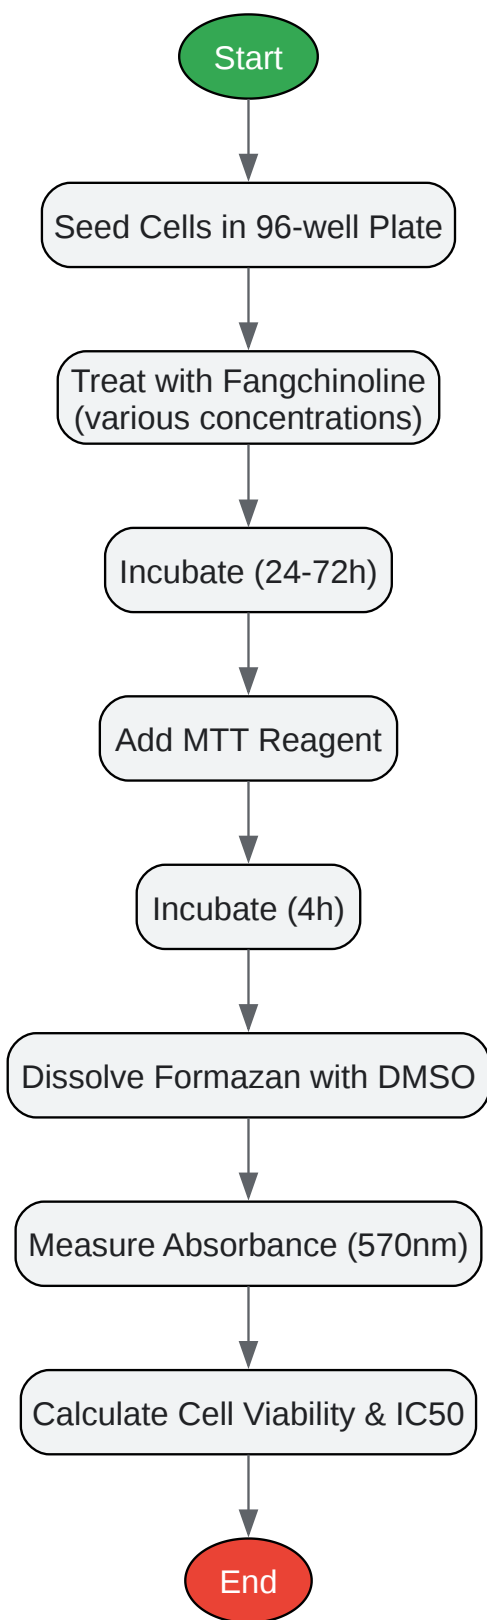 Start
Seed Cells in 96-well Plate
Treat with Fangchinoline
(various concentrations)
Incubate (24-72h)
Add MTT Reagent
Incubate (4h)
Dissolve Formazan with DMSO
Measure Absorbance (570nm)
Calculate Cell Viability & IC50
End